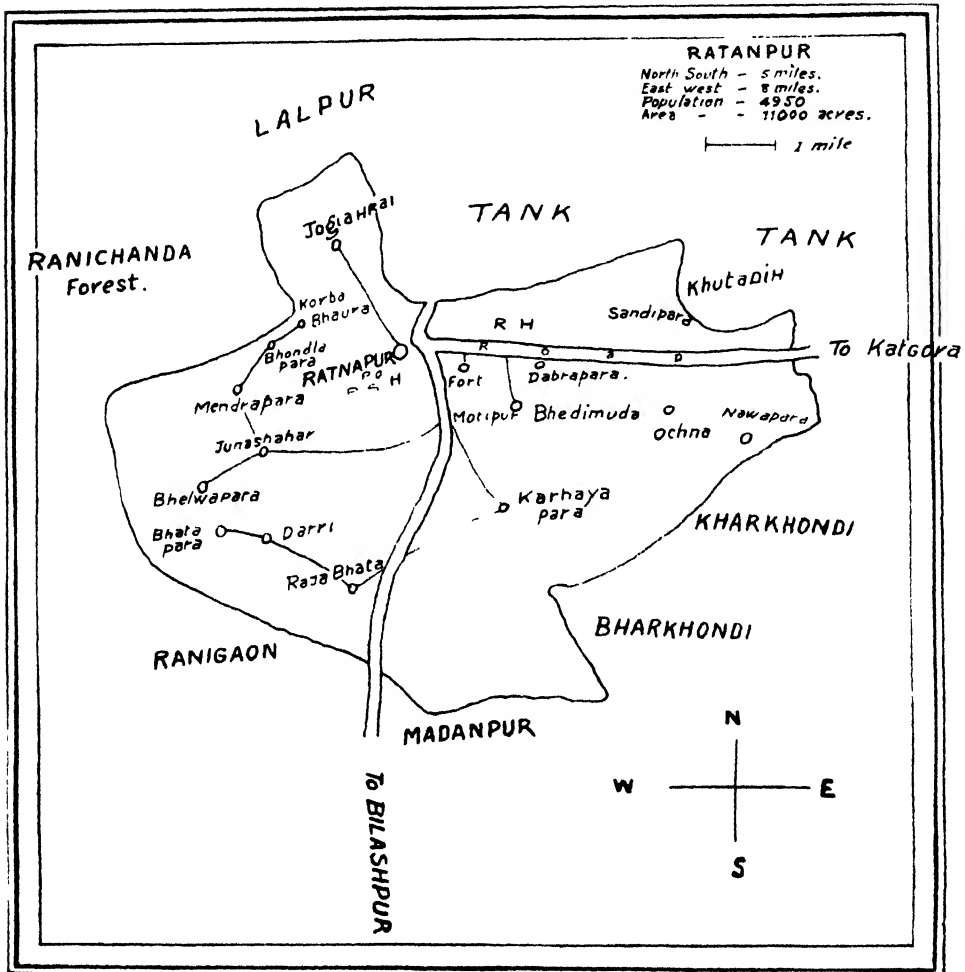 RATANPUR
North South - 5 miles.
East west - 8 miles.
Population - 4950
Area - - 11000 acres.
1 mile
LALPUR
TANK
TANK
RANICHANDA
Forest.
Joglahrai
Khutadih
Korba
Bhaura
Sandipara
R H
Bhondla
para
RATNAPUR
P O
P S H
R O a D
To Katgora
Fort
Dabrapara.
Mendrapara
Motipur
Bhedimuda
Ochna
Nawapara
Junashahar
Bhelwapara
Karhaya
para
KHARKHONDI
Bhata
para
Darri
Raja Bhata
BHARKHONDI
RANIGAON
MADANPUR
To BILASHPUR
N
W
E
S